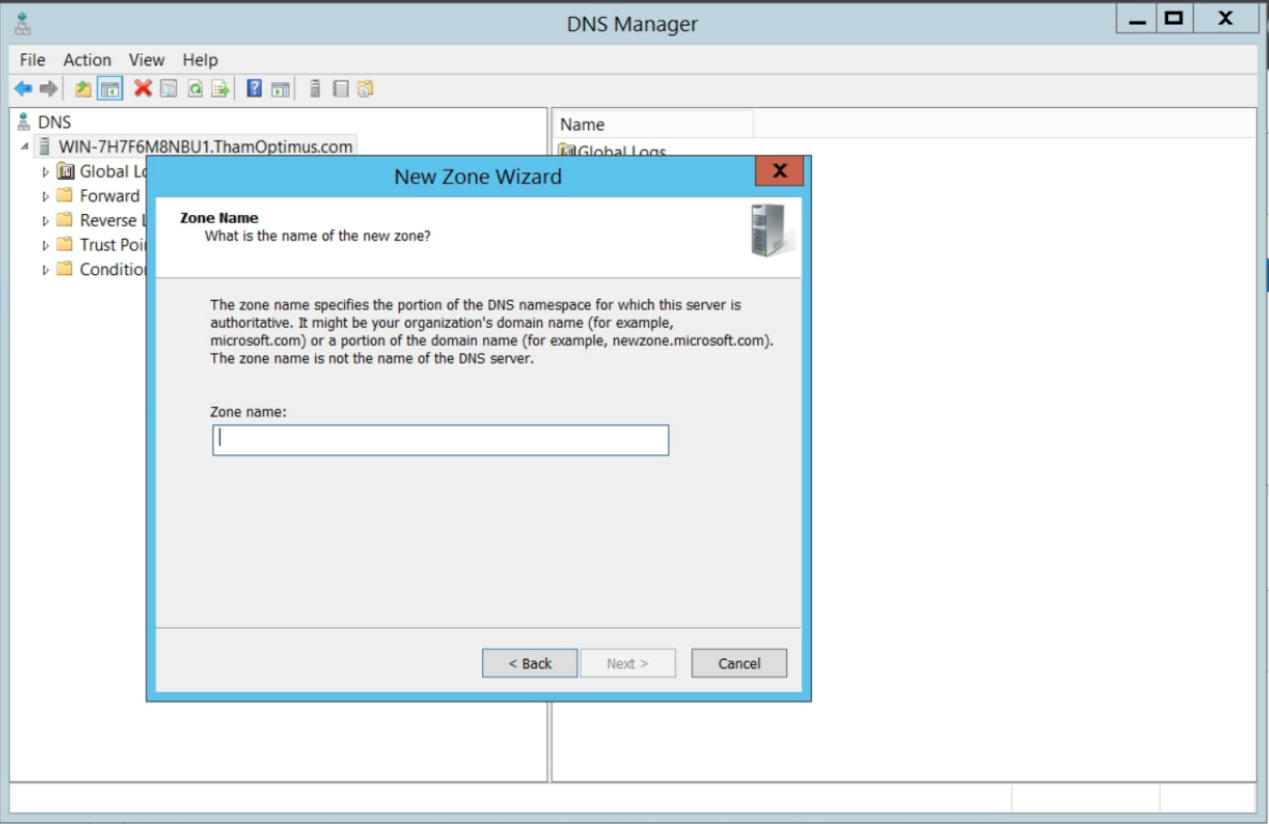 DNS Manager
File Action View Help
DNS
Name
WIN-7H7F6M8NBU1.ThamOptimus.com
Global Logs
Global Lo
Forward
Reverse L
Trust Poi
Conditio
New Zone Wizard
Zone Name
What is the name of the new zone?
The zone name specifies the portion of the DNS namespace for which this server is
authoritative. It might be your organization's domain name (for example,
microsoft.com) or a portion of the domain name (for example, newzone.microsoft.com).
The zone name is not the name of the DNS server.
Zone name:
< Back Next > Cancel